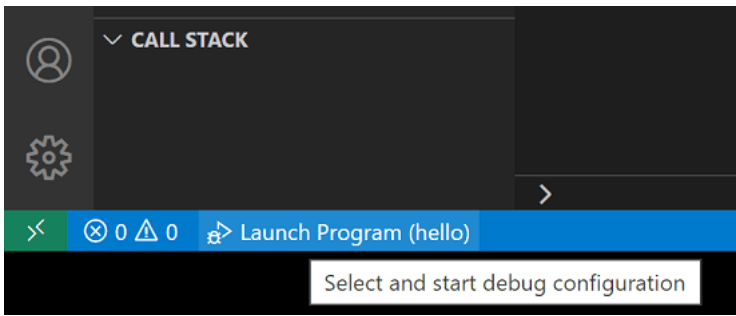 CALL STACK
0 0 Launch Program (hello)
Select and start debug configuration